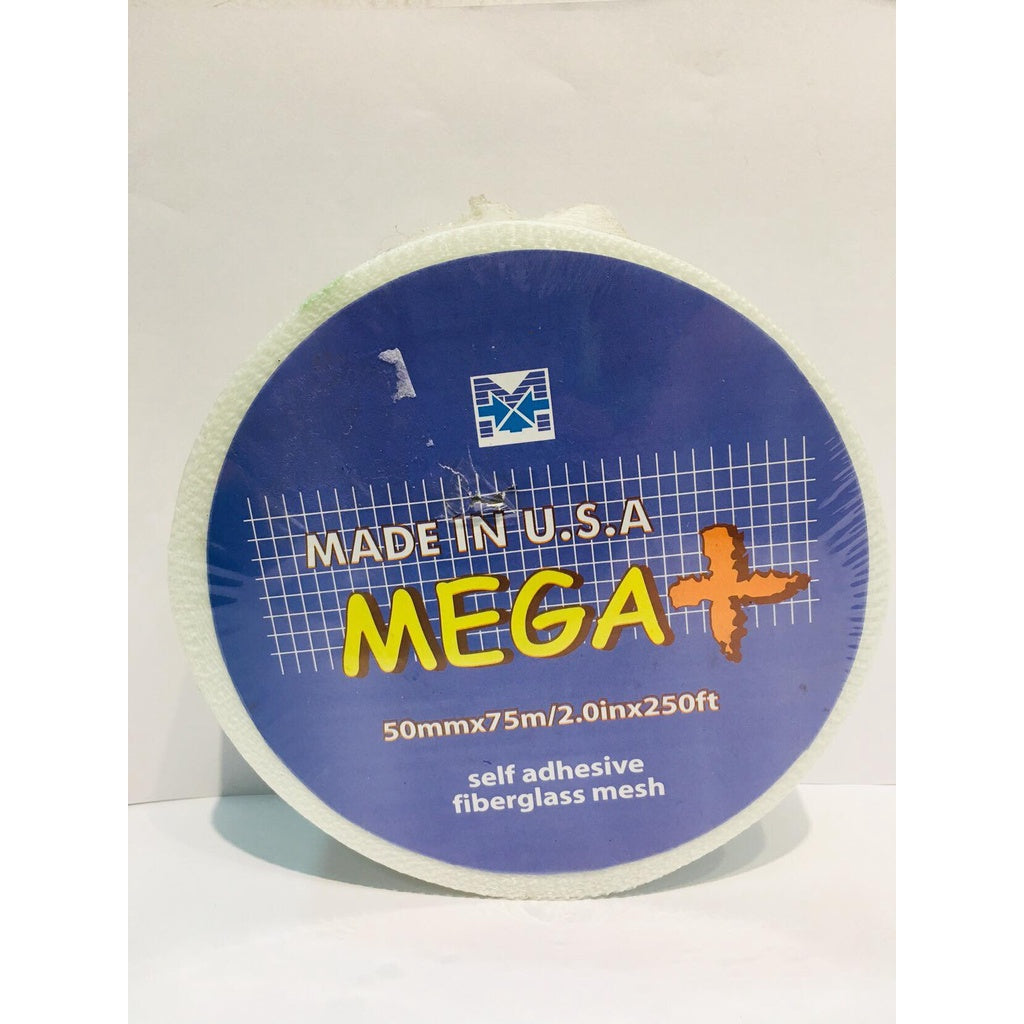 MADE IN U.S.A
MEGA+
50mmx75m/2.0inx250ft
self adhesive
fiberglass mesh